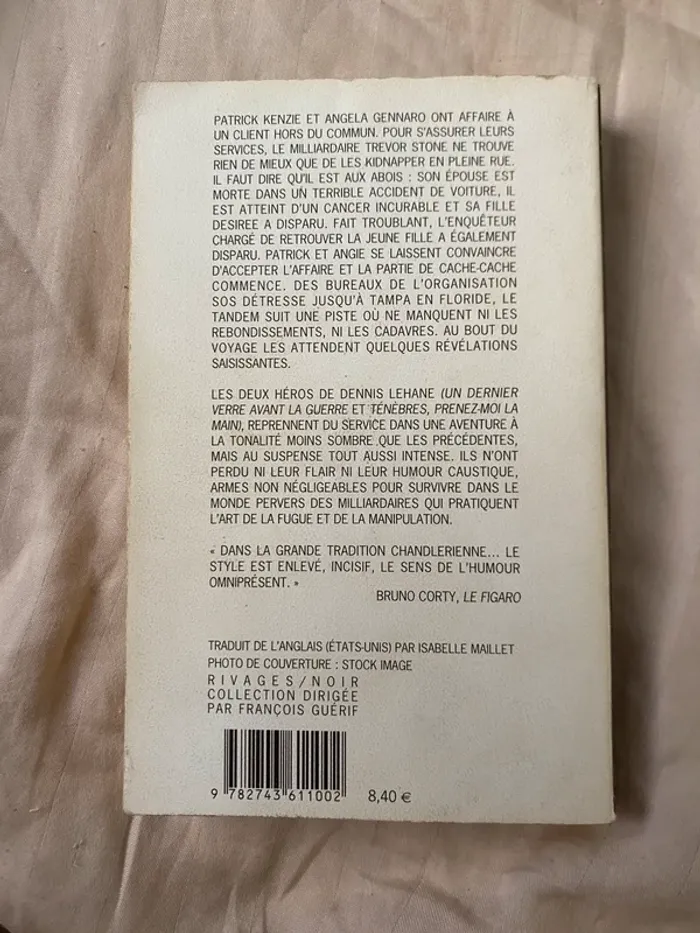 PATRICK KENZIE ET ANGELA GENNARO ONT AFFAIRE À
UN CLIENT HORS DU COMMUN. POUR S'ASSURER LEURS
SERVICES, LE MILLIARDAIRE TREVOR STONE NE TROUVE
RIEN DE MIEUX QUE DE LES KIDNAPPER EN PLEINE RUE.
IL FAUT DIRE QU'IL EST AUX ABOIS : SON ÉPOUSE EST
MORTE DANS UN TERRIBLE ACCIDENT DE VOITURE, IL
EST ATTEINT D'UN CANCER INCURABLE ET SA FILLE
DESIREE A DISPARU. FAIT TROUBLANT, L'ENQUÊTEUR
CHARGÉ DE RETROUVER LA JEUNE FILLE A ÉGALEMENT
DISPARU. PATRICK ET ANGIE SE LAISSENT CONVAINCRE
D'ACCEPTER L'AFFAIRE ET LA PARTIE DE CACHE-CACHE
COMMENCE. DES BUREAUX DE L'ORGANISATION
SOS DÉTRESSE JUSQU'À TAMPA EN FLORIDE, LE
TANDEM SUIT UNE PISTE OÙ NE MANQUENT NI LES
REBONDISSEMENTS, NI LES CADAVRES. AU BOUT DU
VOYAGE LES ATTENDENT QUELQUES RÉVÉLATIONS
SAISISSANTES.
LES DEUX HÉROS DE DENNIS LEHANE (UN DERNIER
VERRE AVANT LA GUERRE ET TÉNÈBRES, PRENEZ-MOI LA
MAIN), REPRENNENT DU SERVICE DANS UNE AVENTURE À
LA TONALITÉ MOINS SOMBRE QUE LES PRÉCÉDENTES,
MAIS AU SUSPENSE TOUT AUSSI INTENSE. ILS N'ONT
PERDU NI LEUR FLAIR NI LEUR HUMOUR CAUSTIQUE,
ARMES NON NÉGLIGEABLES POUR SURVIVRE DANS LE
MONDE PERVERS DES MILLIARDAIRES QUI PRATIQUENT
L'ART DE LA FUGUE ET DE LA MANIPULATION.
« DANS LA GRANDE TRADITION CHANDLERIENNE... LE
STYLE EST ENLEVÉ, INCISIF, LE SENS DE L'HUMOUR
OMNIPRÉSENT. »
BRUNO CORTY, LE FIGARO
TRADUIT DE L'ANGLAIS (ÉTATS-UNIS) PAR ISABELLE MAILLET
PHOTO DE COUVERTURE : STOCK IMAGE
RIVAGES/NOIR
COLLECTION DIRIGÉE
PAR FRANÇOIS GUÉRIF
9 782743 611002
8,40 €